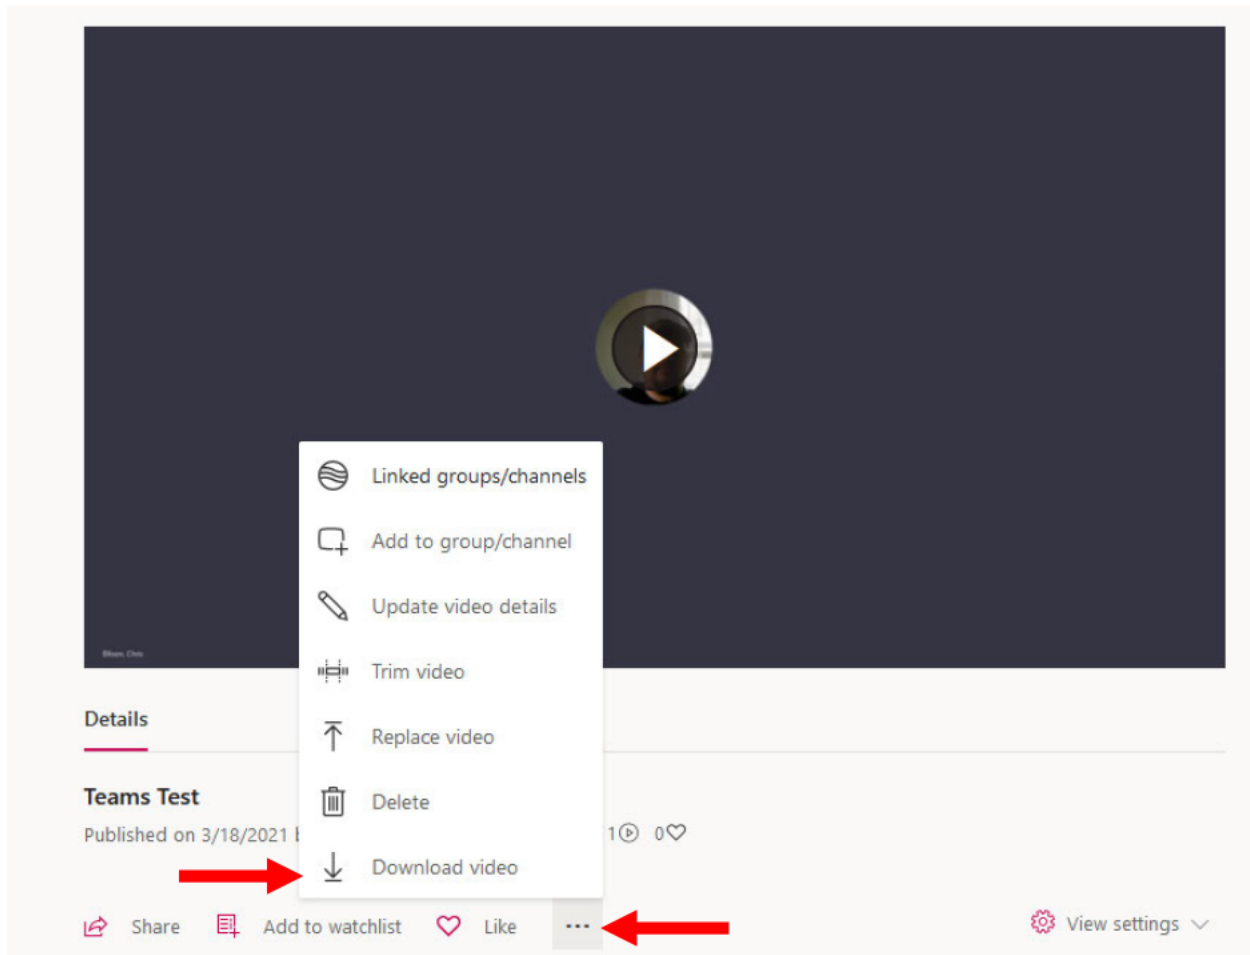 Linked groups/channels
Add to group/channel
Update video details
Trim video
Replace video
Delete
Download video
Details
Teams Test
Published on 3/18/2021
1 0
Share Add to watchlist Like ... View settings